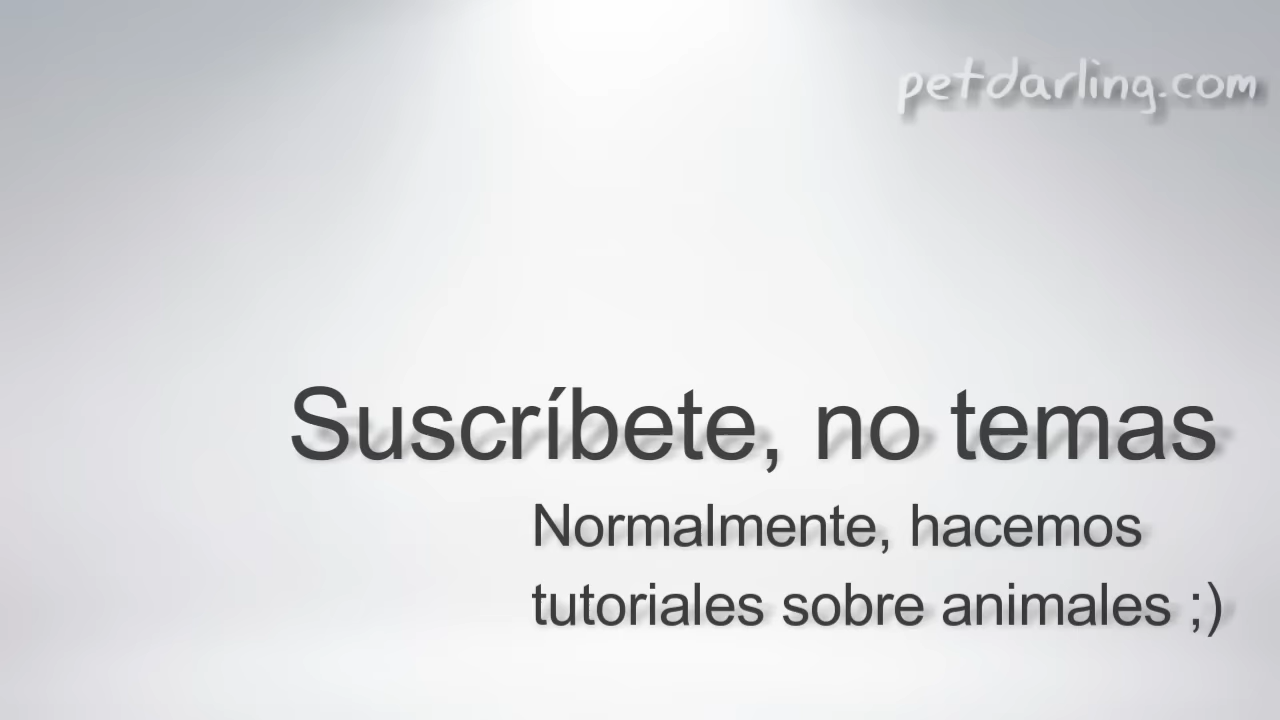 petdarling.com
Suscríbete, no temas
Normalmente, hacemos
tutoriales sobre animales ;)